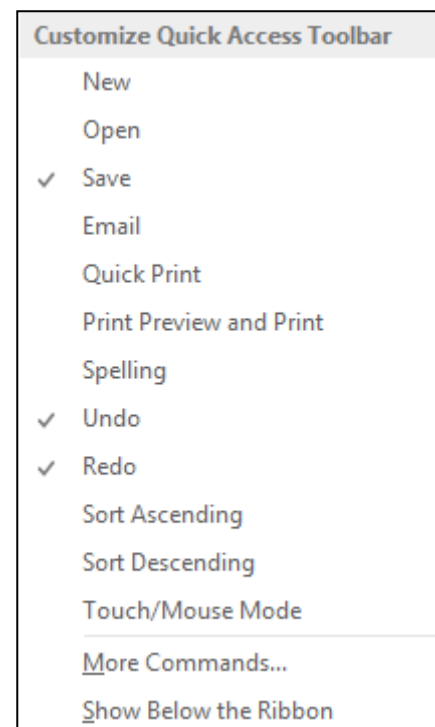 Customize Quick Access Toolbar
New
Open
Save
Email
Quick Print
Print Preview and Print
Spelling
Undo
Redo
Sort Ascending
Sort Descending
Touch/Mouse Mode
More Commands...
Show Below the Ribbon